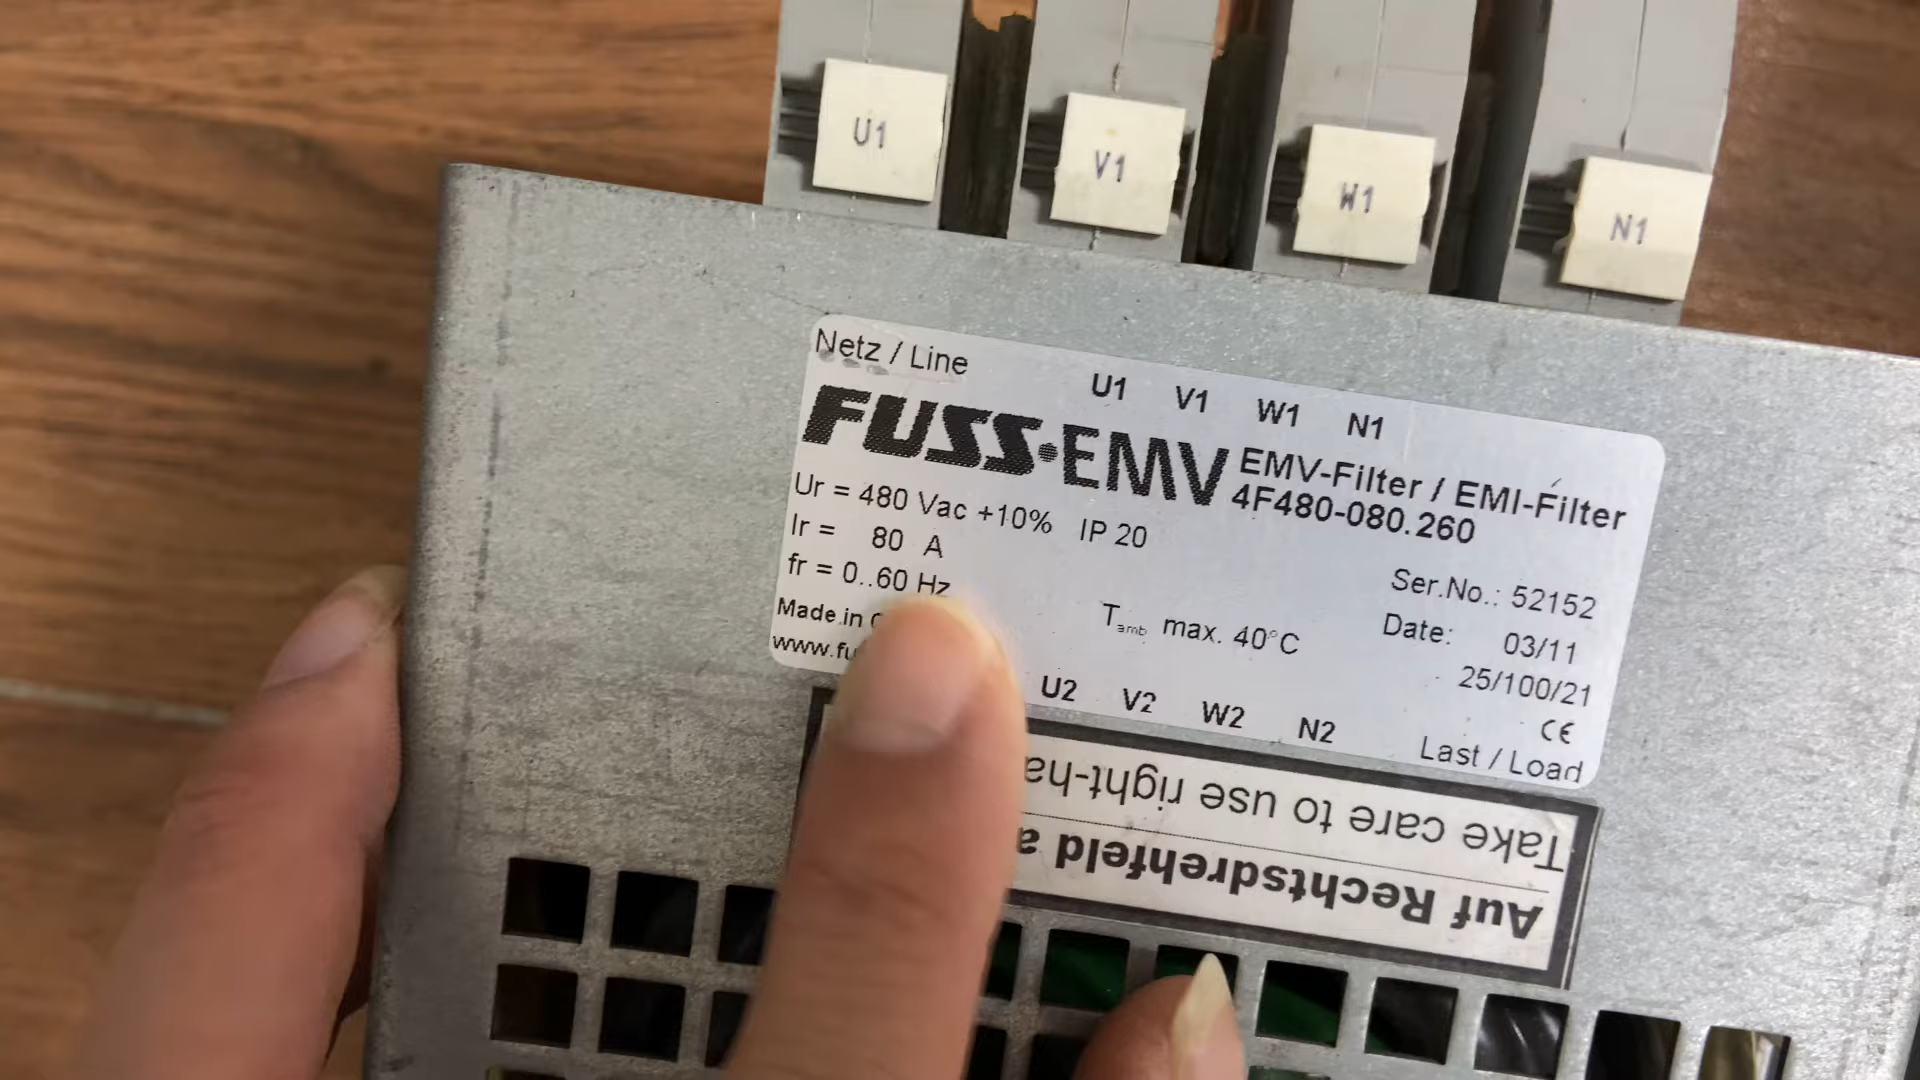 U1 V1 W1 N1
Netz / Line
U1 V1 W1 N1
FUSS·EMV
EMV-Filter / EMI-Filter
4F480-080.260
Ur = 480 Vac +10% IP 20
Ir = 80 A
fr = 0..60 Hz
Made in
Tamb max. 40°C
Ser.No.: 52152
Date: 03/11
25/100/21
CE
U2 V2 W2 N2
Last / Load
Auf Rechtsdrehfeld
Take care to use